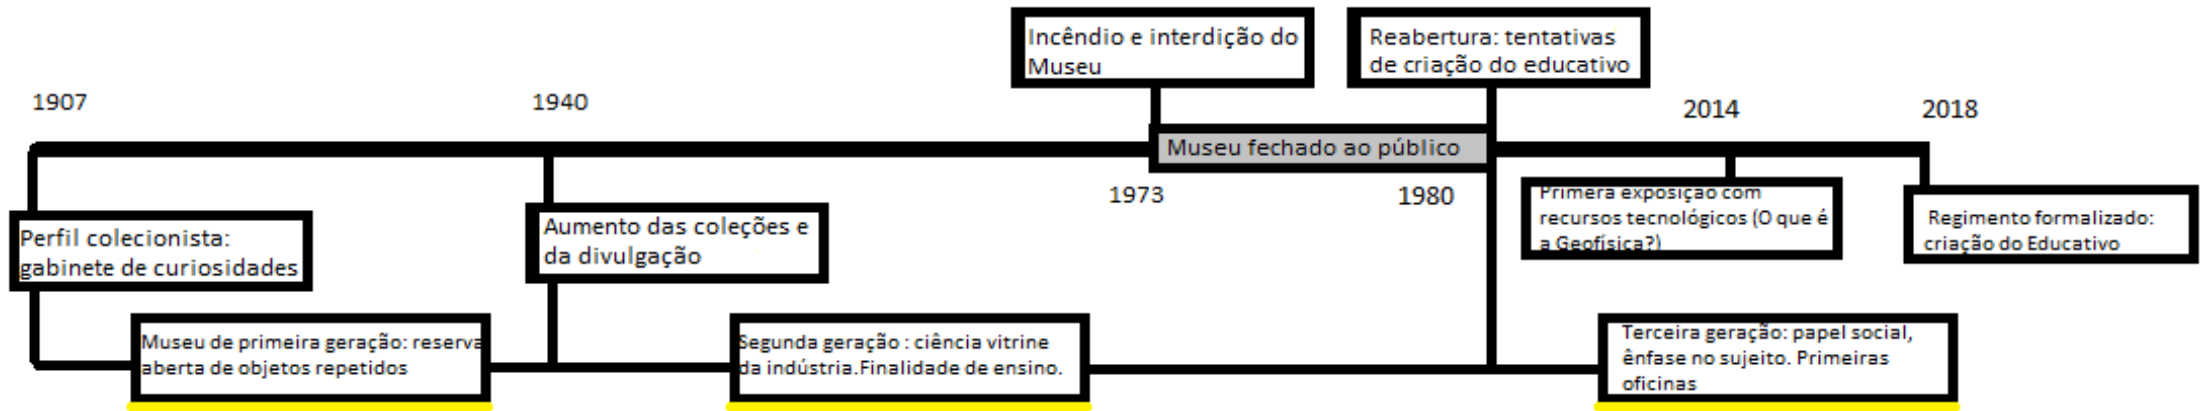 Incêndio e interdição do
Museu
Reabertura: tentativas
de criação do educativo
1907
1940
2014
2018
Museu fechado ao público
1973
1980
Perfil colecionista:
gabinete de curiosidades
Aumento das coleções e
da divulgação
Primera exposição com
recursos tecnológicos (O que é
a Geofísica?)
Regimento formalizado:
criação do Educativo
Museu de primeira geração: reserva
aberta de objetos repetidos
Segunda geração : ciência vitrine
da indústria.Finalidade de ensino.
Terceira geração: papel social,
ênfase no sujeito. Primeiras
oficinas